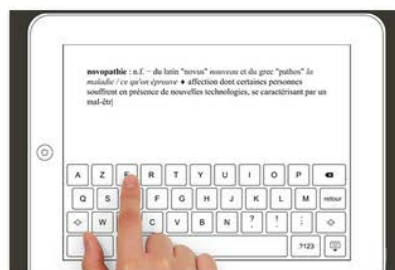 novopathie : n.f. ~ du latin "novus" nouveau et du grec "pathos" la
maladie / ce qu'on éprouve ♦ affection dont certaines personnes
souffrent en présence de nouvelles technologies, se caractérisant par un
mal-êtr
A Z E R T Y U I O P
Q S F G H J K L M retour
W C V B N ? ! :
.?123